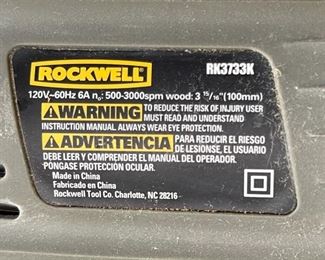 ROCKWELL® RK3733K
120V~60Hz 6A n₀: 500-3000spm wood: 3 15/16" (100mm)
WARNING TO REDUCE THE RISK OF INJURY USER
MUST READ AND UNDERSTAND
INSTRUCTION MANUAL ALWAYS WEAR EYE PROTECTION.
ADVERTENCIA PARA REDUCIR EL RIESGO
DE LESIONSE, EL USUARIO
DEBE LEER Y COMPRENDER EL MANUAL DEL OPERADOR.
PONGASE PROTECCIÓN OCULAR.
Made in China
Fabricado en China
Rockwell Tool Co. Charlotte, NC 28216